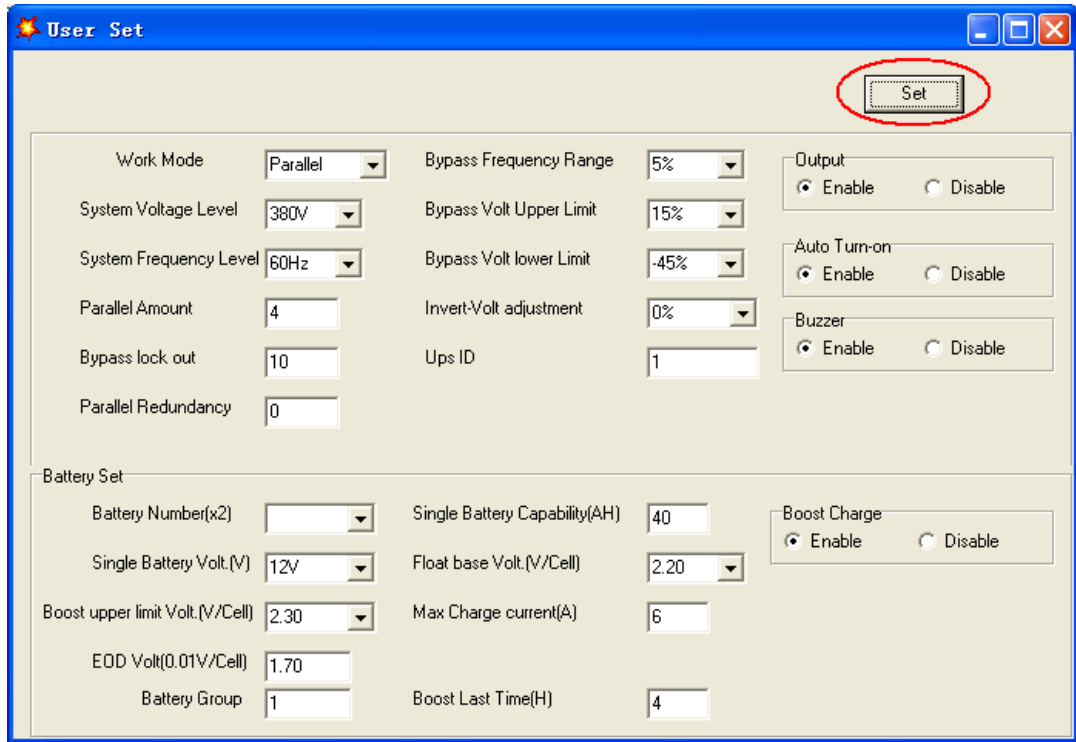 User Set
Set
Work Mode Parallel Bypass Frequency Range 5% Output
Enable Disable
System Voltage Level 380V Bypass Volt Upper Limit 15%
Auto Turn-on
System Frequency Level 60Hz Bypass Volt lower Limit -45% Enable Disable
Parallel Amount 4 Invert-Volt adjustment 0% Buzzer
Bypass lock out 10 Ups ID 1 Enable Disable
Parallel Redundancy 0
Battery Set
Battery Number(x2) Single Battery Capability(AH) 40 Boost Charge
Enable Disable
Single Battery Volt.(V) 12V Float base Volt.(V/Cell) 2.20
Boost upper limit Volt.(V/Cell) 2.30 Max Charge current(A) 6
EOD Volt(0.01V/Cell) 1.70
Battery Group 1 Boost Last Time(H) 4